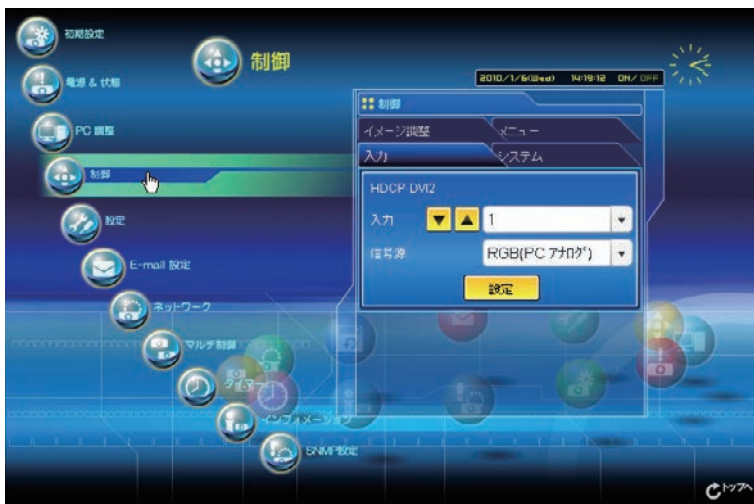 初期設定
制御
電源 & 状態
2010/1/6(Wed) 14:19:12 ON/OFF
制御
PC 調整
イメージ調整 メニュー
入力 システム
制御
HDCP DVI2
入力 1
設定
信号源 RGB(PC アナログ)
E-mail 設定
設定
ネットワーク
マルチ制御
タイマー
インフォメーション
SNMP設定
トップへ